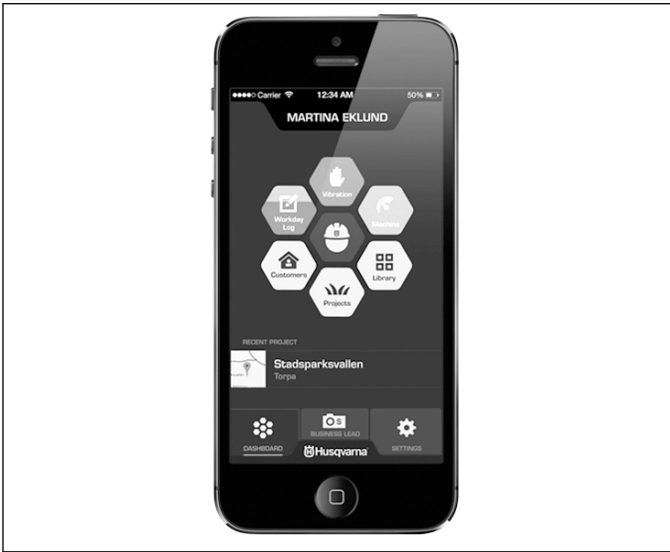 Carrier 12:34 AM 50%
MARTINA EKLUND
Vibration
Workday
Log
Machine
Customers
Library
Projects
RECENT PROJECT
Stadsparksvallen
Torpa
BUSINESS LEAD
DASHBOARD
SETTINGS
Husqvarna